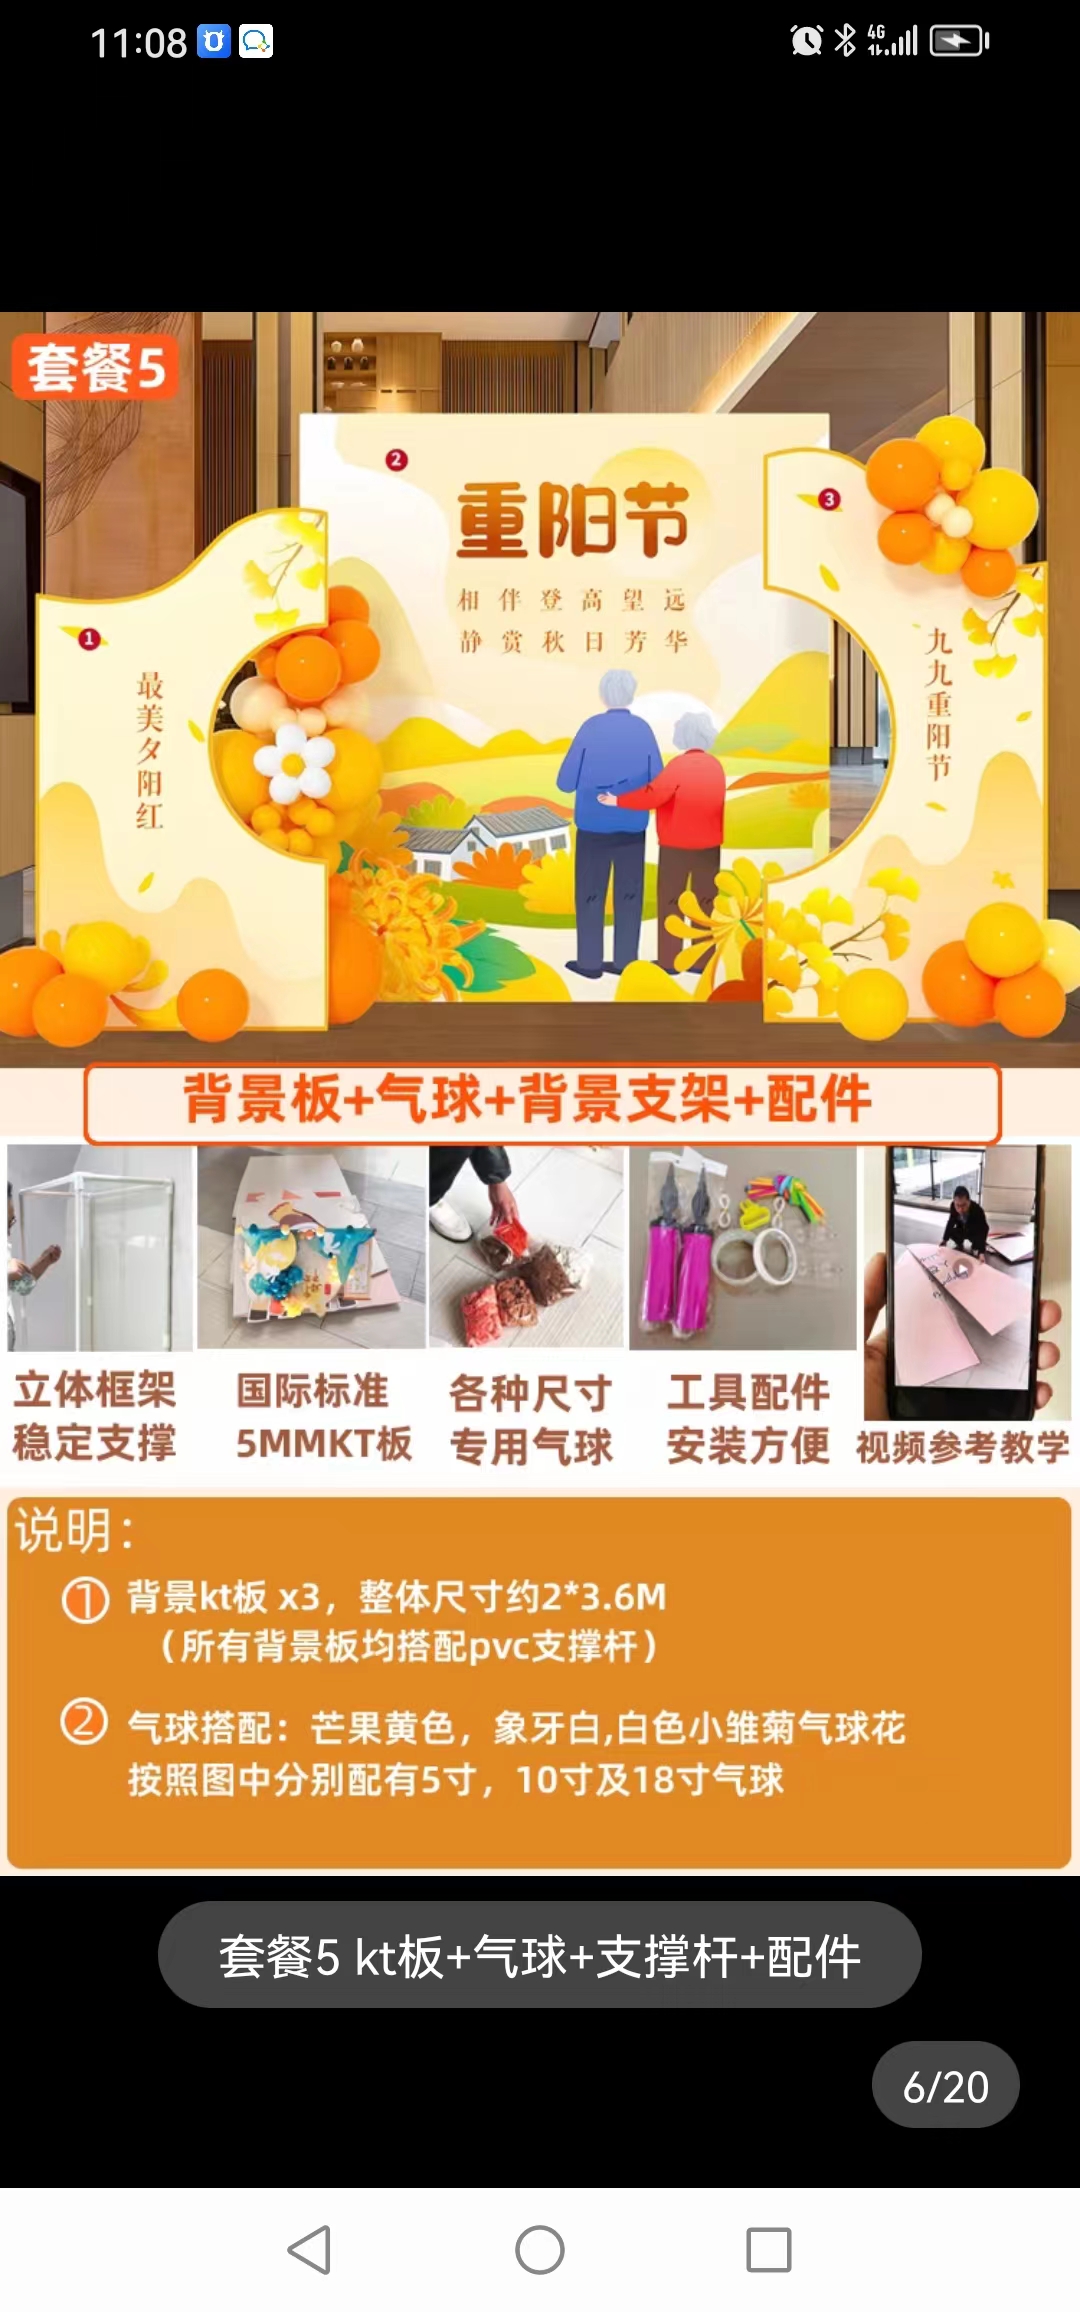 11:08
4G
套餐5
1
2
3
重阳节
相伴登高望远
静赏秋日芳华
最美夕阳红
九九重阳节
背景板+气球+背景支架+配件
立体框架
稳定支撑
国际标准
5MMKT板
各种尺寸
专用气球
工具配件
安装方便
视频参考教学
说明：
① 背景kt板 x3，整体尺寸约2*3.6M
（所有背景板均搭配pvc支撑杆）
② 气球搭配：芒果黄色，象牙白,白色小雏菊气球花
按照图中分别配有5寸，10寸及18寸气球
套餐5 kt板+气球+支撑杆+配件
6/20